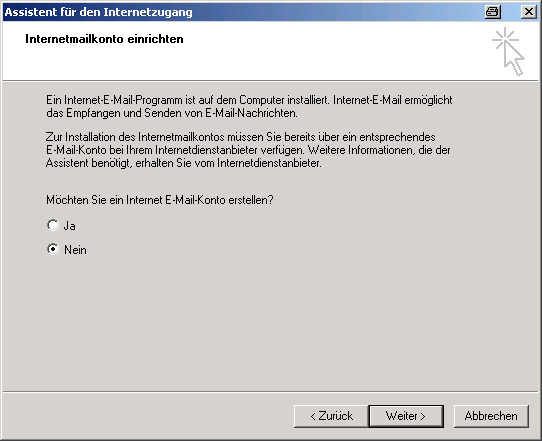 Assistent für den Internetzugang
Internetmailkonto einrichten
Ein Internet-E-Mail-Programm ist auf dem Computer installiert. Internet-E-Mail ermöglicht
das Empfangen und Senden von E-Mail-Nachrichten.
Zur Installation des Internetmailkontos müssen Sie bereits über ein entsprechendes
E-Mail-Konto bei Ihrem Internetdienstanbieter verfügen. Weitere Informationen, die der
Assistent benötigt, erhalten Sie vom Internetdienstanbieter.
Möchten Sie ein Internet E-Mail-Konto erstellen?
Ja
Nein
< Zurück
Weiter >
Abbrechen